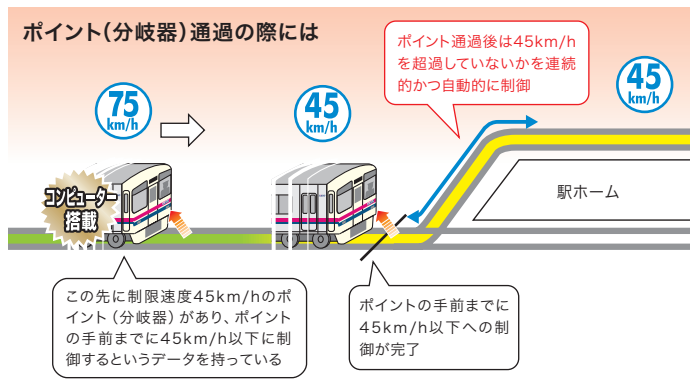 ポイント（分岐器）通過の際には
ポイント通過後は45km/h
を超過していないかを連続
的かつ自動的に制御
75
km/h
45
km/h
45
km/h
コンピューター
搭載
駅ホーム
この先に制限速度45km/hのポ
イント（分岐器）があり、ポイント
の手前までに45km/h以下に制
御するというデータを持っている
ポイントの手前までに
45km/h以下への制
御が完了